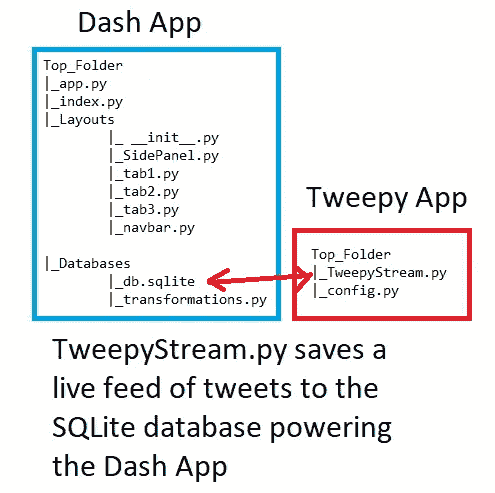 Dash App
Top_Folder
|_app.py
|_index.py
|_Layouts
|_ __init__.py
|_SidePanel.py
|_tab1.py
|_tab2.py
|_tab3.py
|_navbar.py
|_Databases
|_db.sqlite
|_transformations.py
Tweepy App
Top_Folder
|_TweepyStream.py
|_config.py
TweepyStream.py saves a
live feed of tweets to the
SQLite database powering
the Dash App